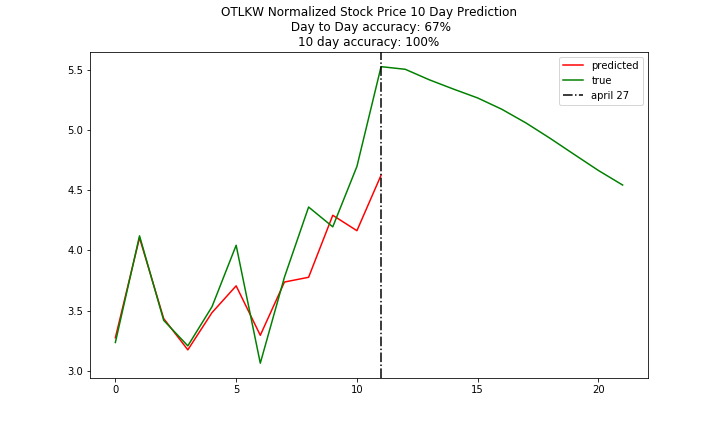 OTLKW Normalized Stock Price 10 Day Prediction
Day to Day accuracy: 67%
10 day accuracy: 100%
predicted
true
april 27
5.5
5.0
4.5
4.0
3.5
3.0
0 5 10 15 20